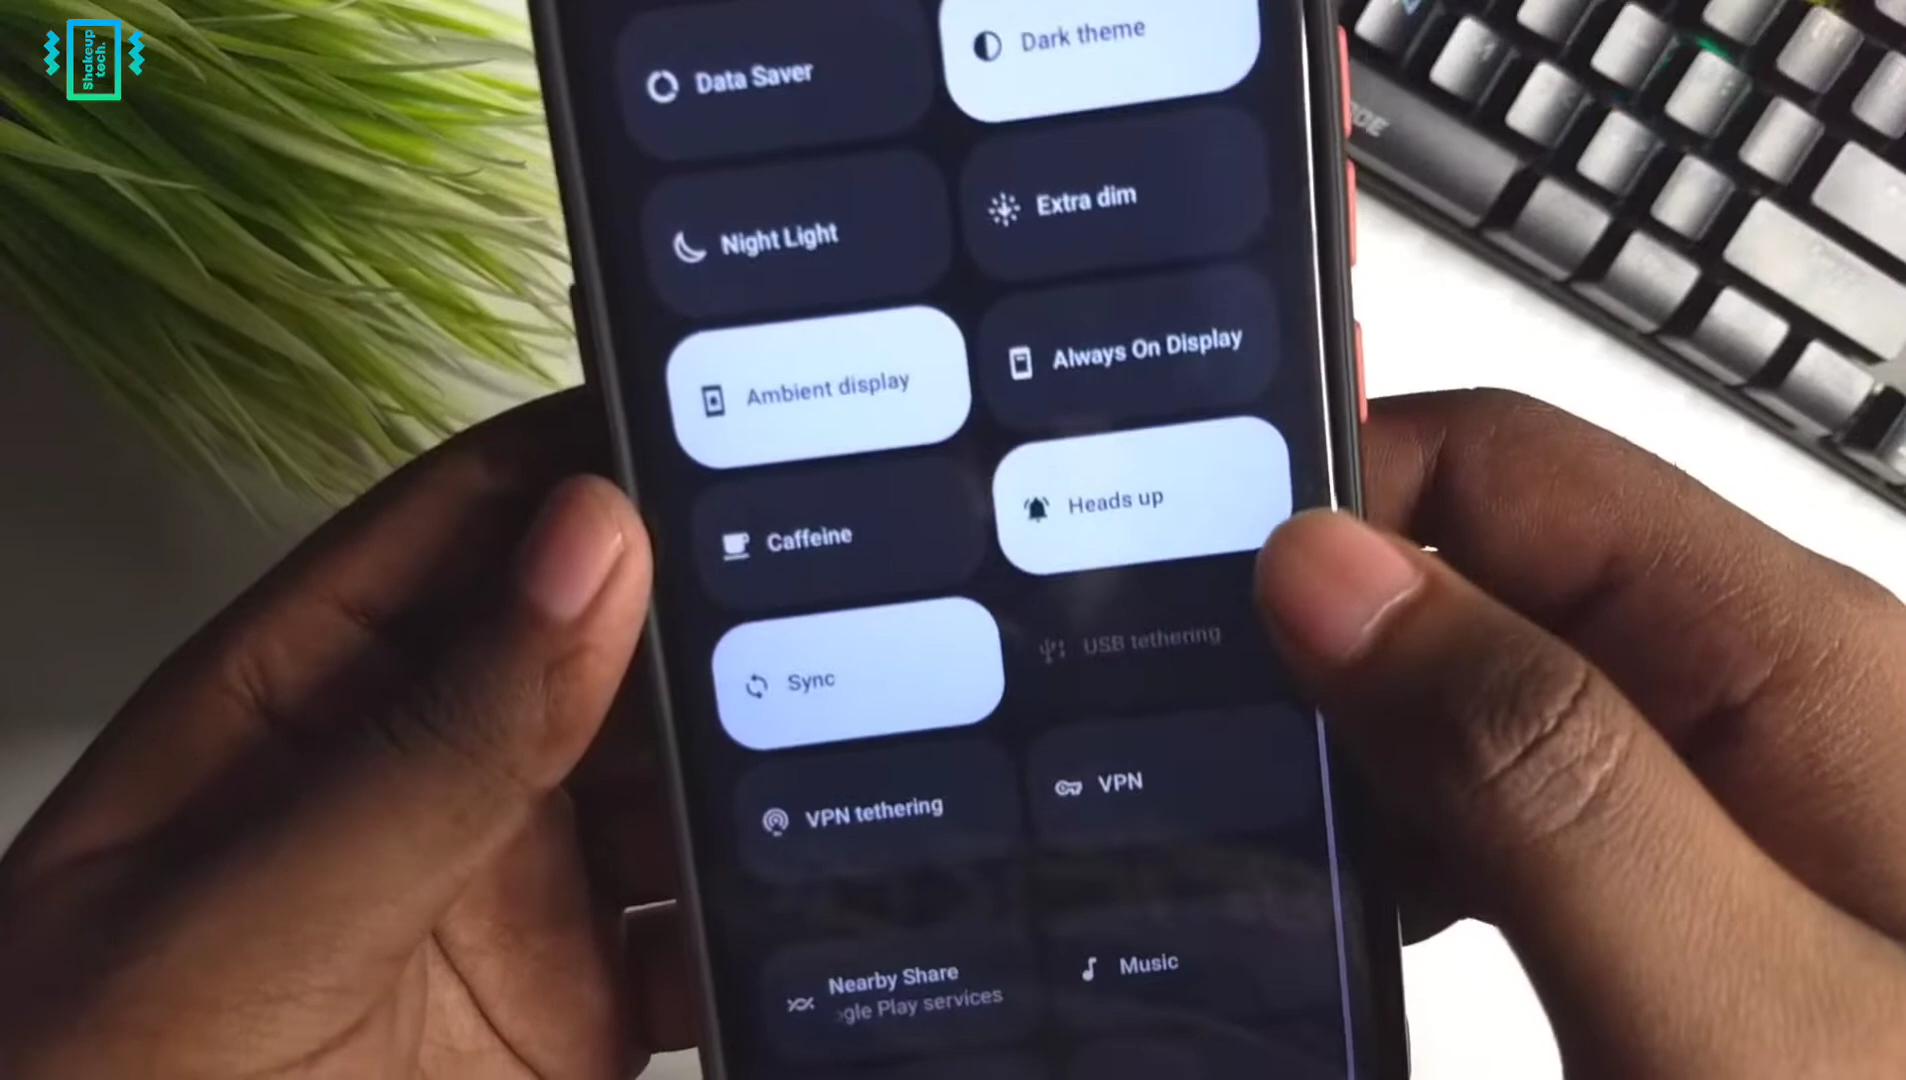 Shakeup
tech.
Data Saver
Dark theme
Night Light
Extra dim
Ambient display
Always On Display
Caffeine
Heads up
Sync
USB tethering
VPN tethering
VPN
Nearby Share
gle Play services
Music